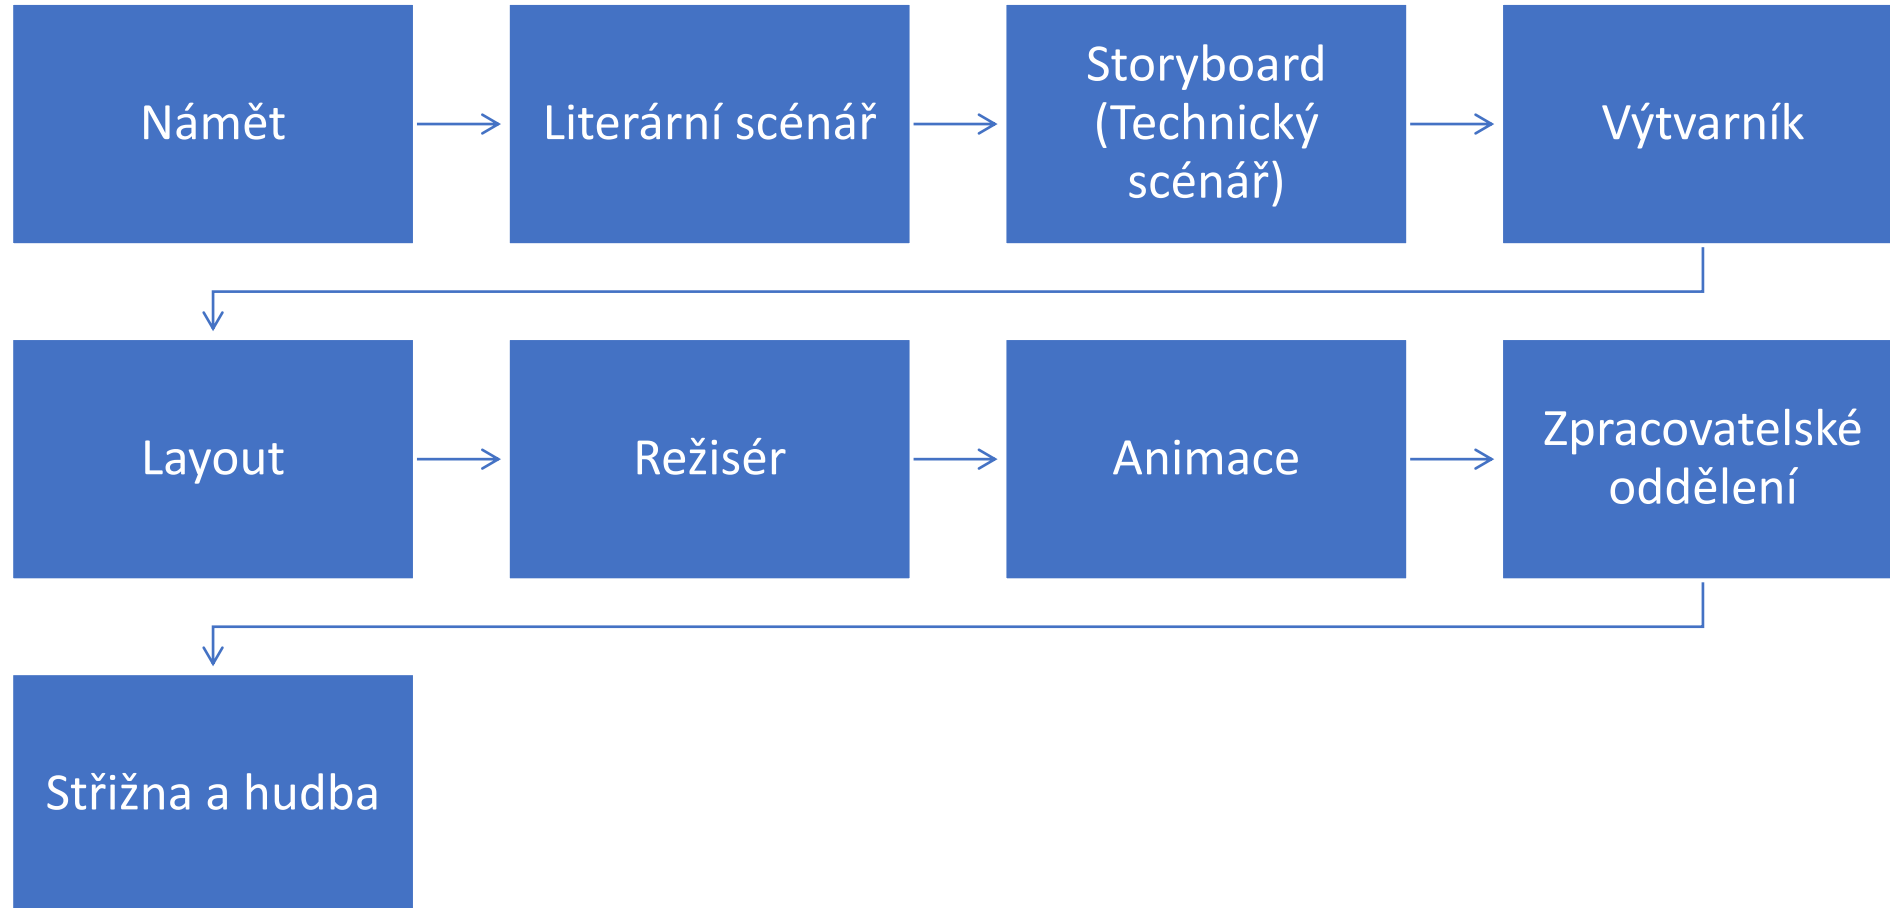 Námět
Literární scénář
Storyboard
(Technický
scénář)
Výtvarník
Layout
Režisér
Animace
Zpracovatelské
oddělení
Střižna a hudba